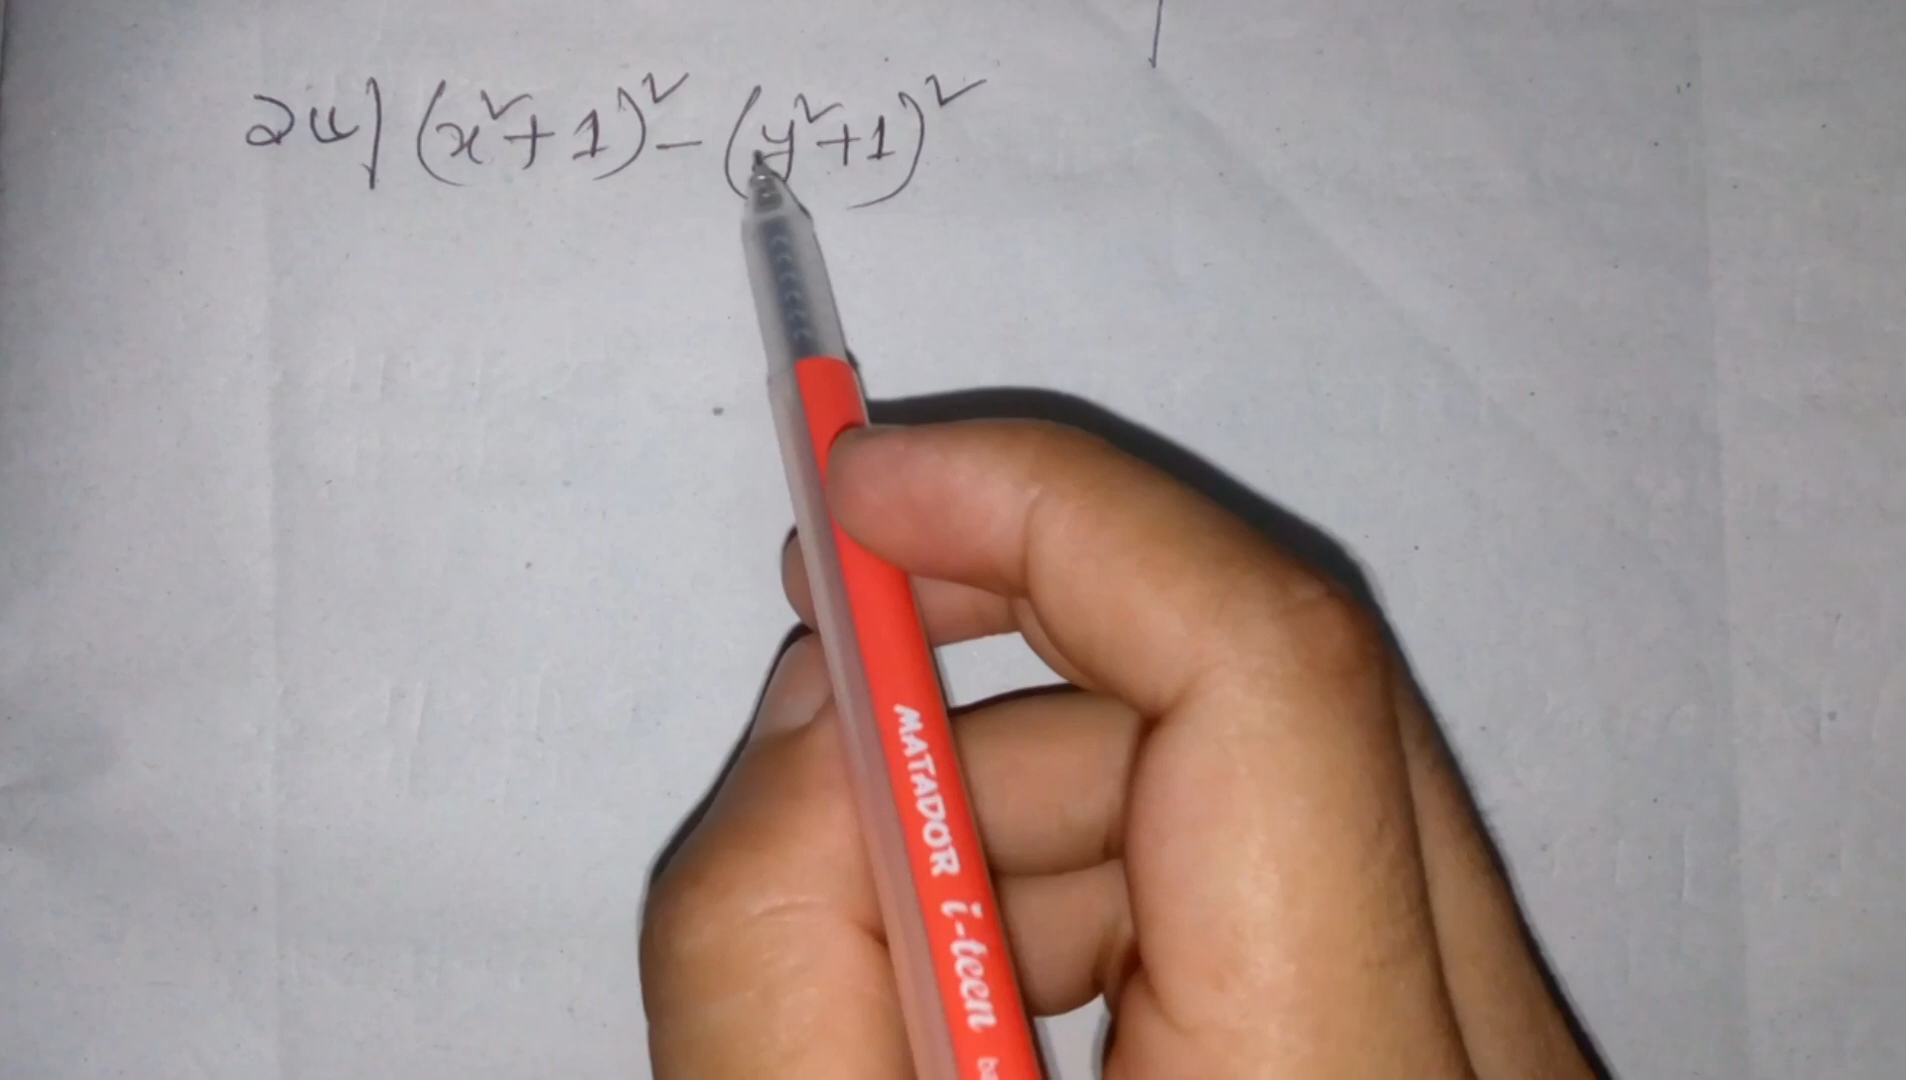 24) (x²+1)² - (y²+1)²
MATADOR i-teen